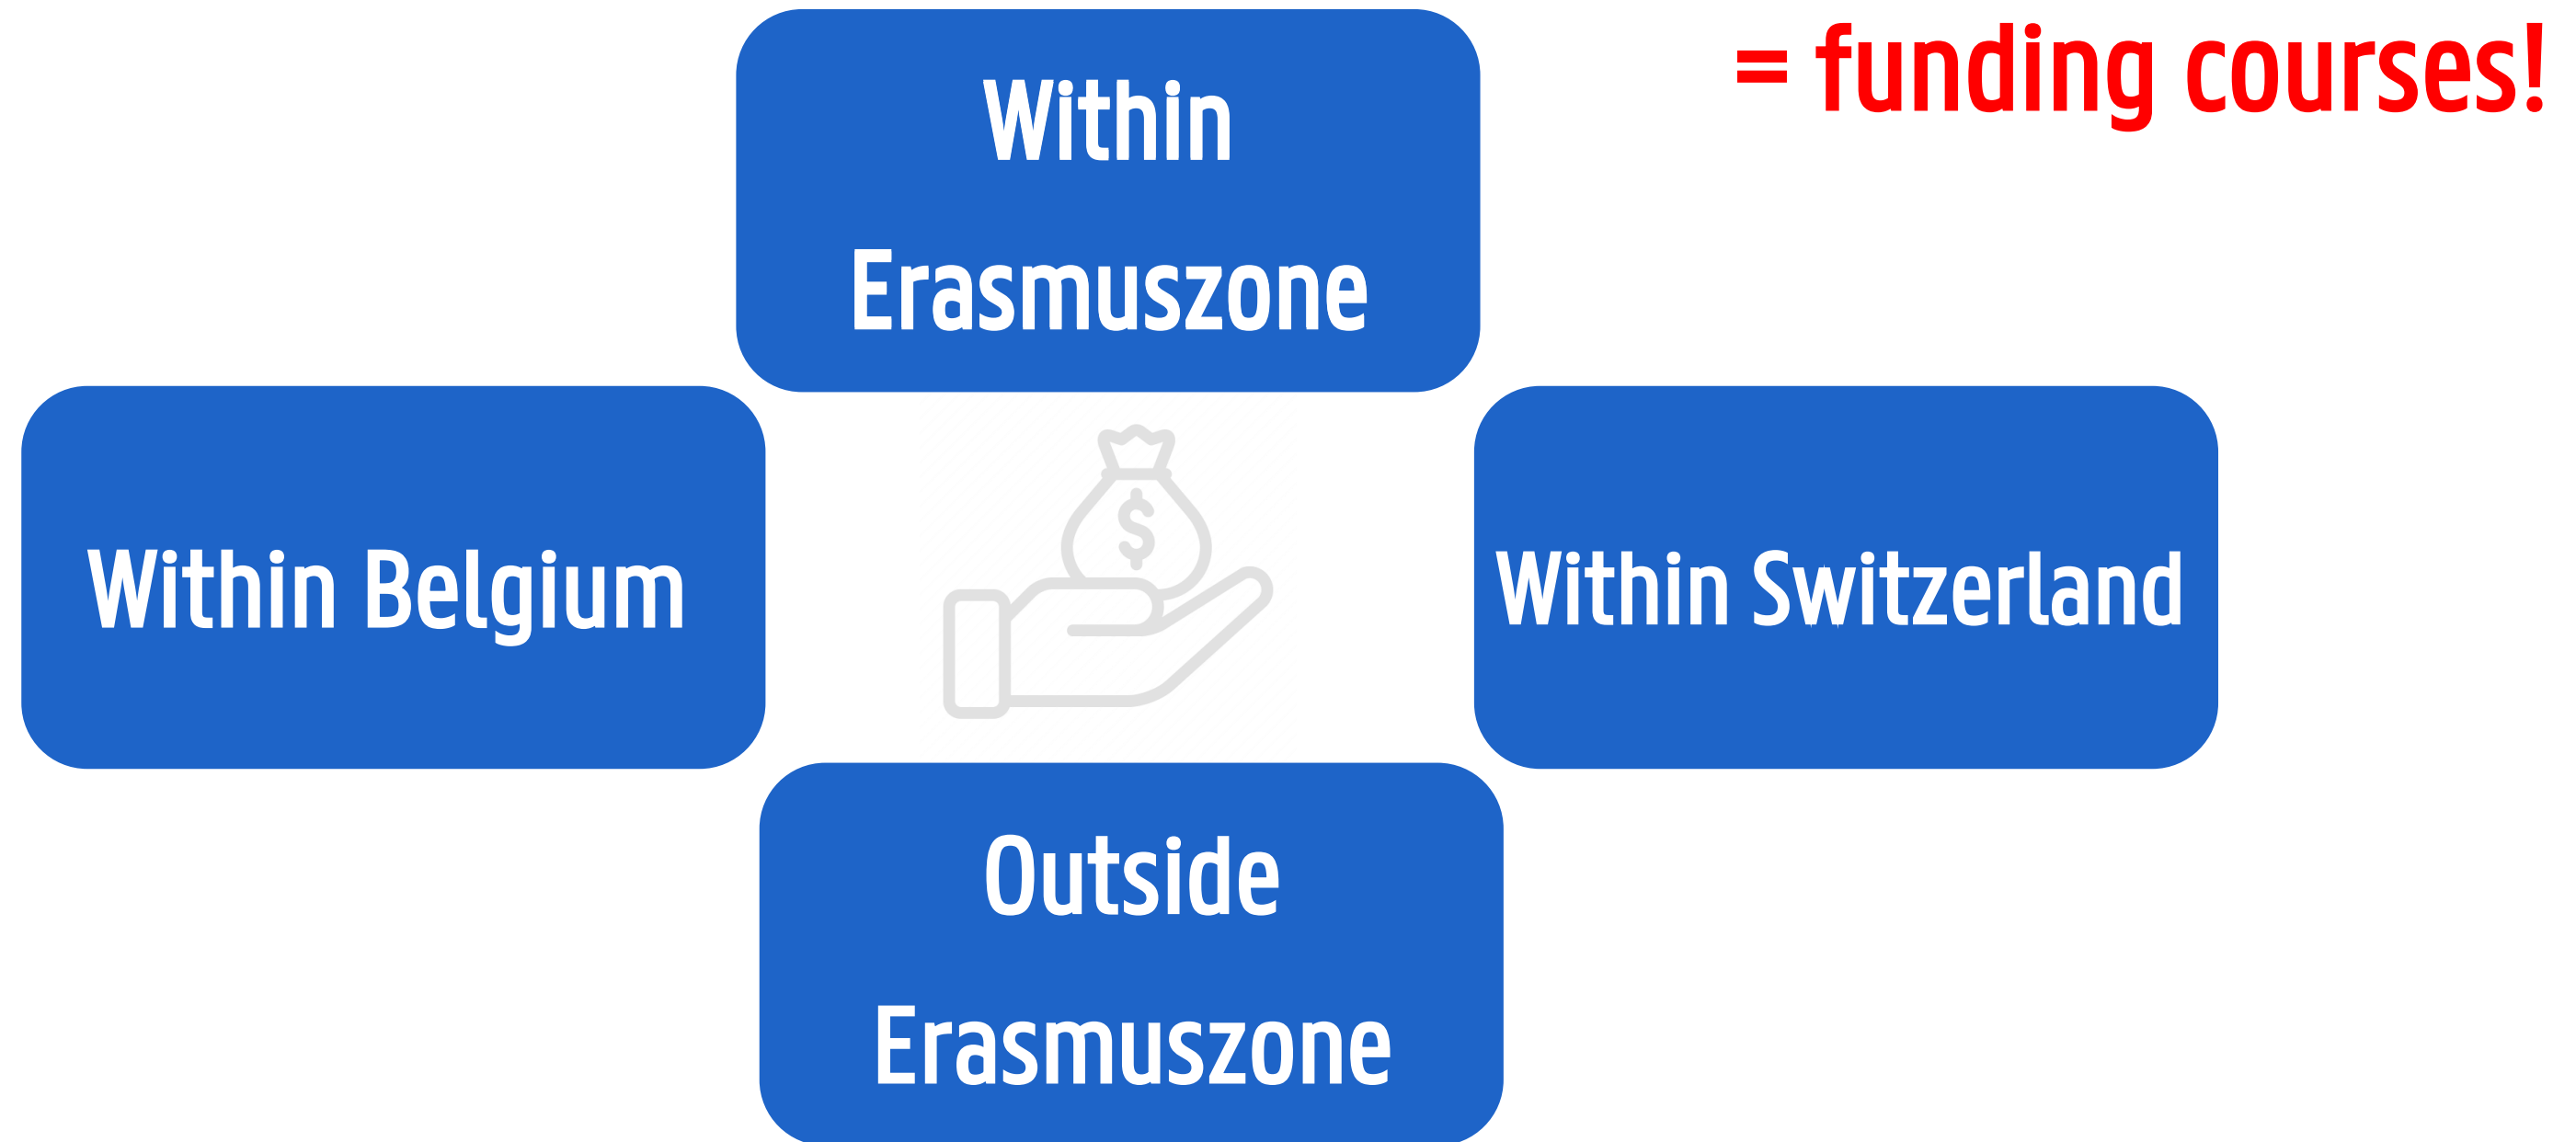 = funding courses!
Within
Erasmuszone
Within Belgium
$
Within Switzerland
Outside
Erasmuszone